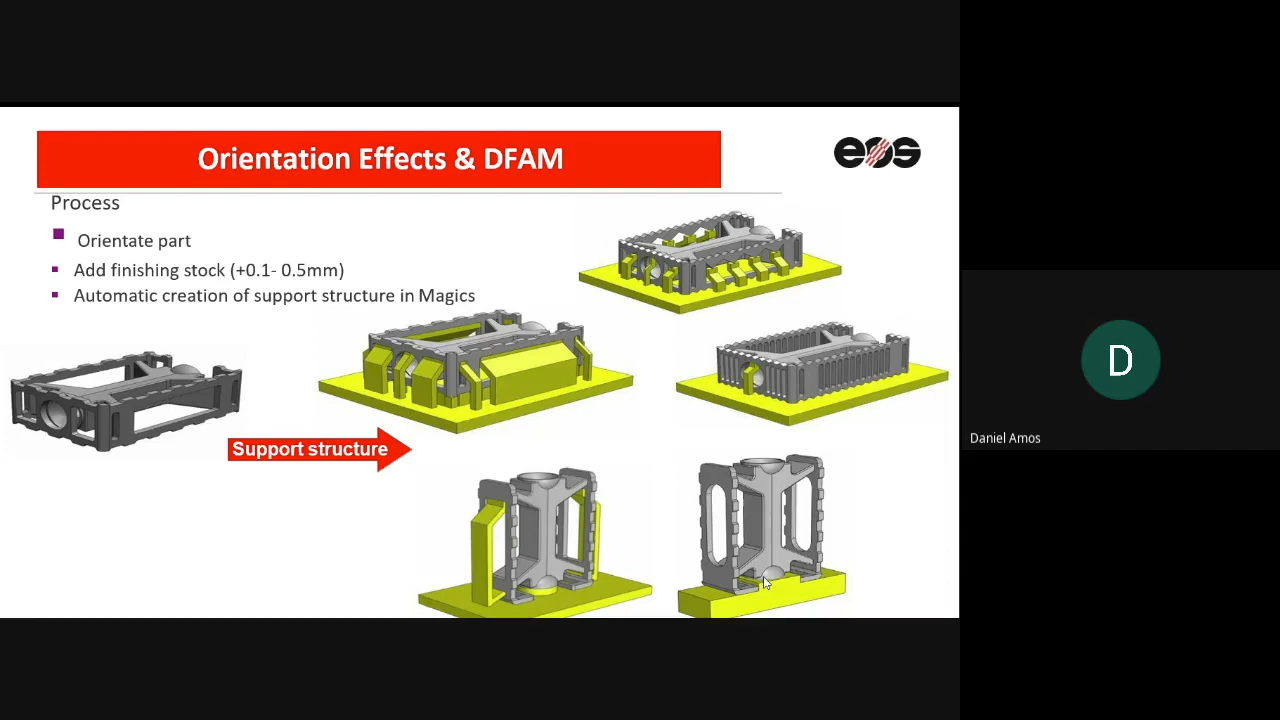 Orientation Effects & DFAM
eos
Process
Orientate part
Add finishing stock (+0.1- 0.5mm)
Automatic creation of support structure in Magics
Support structure
D
Daniel Amos